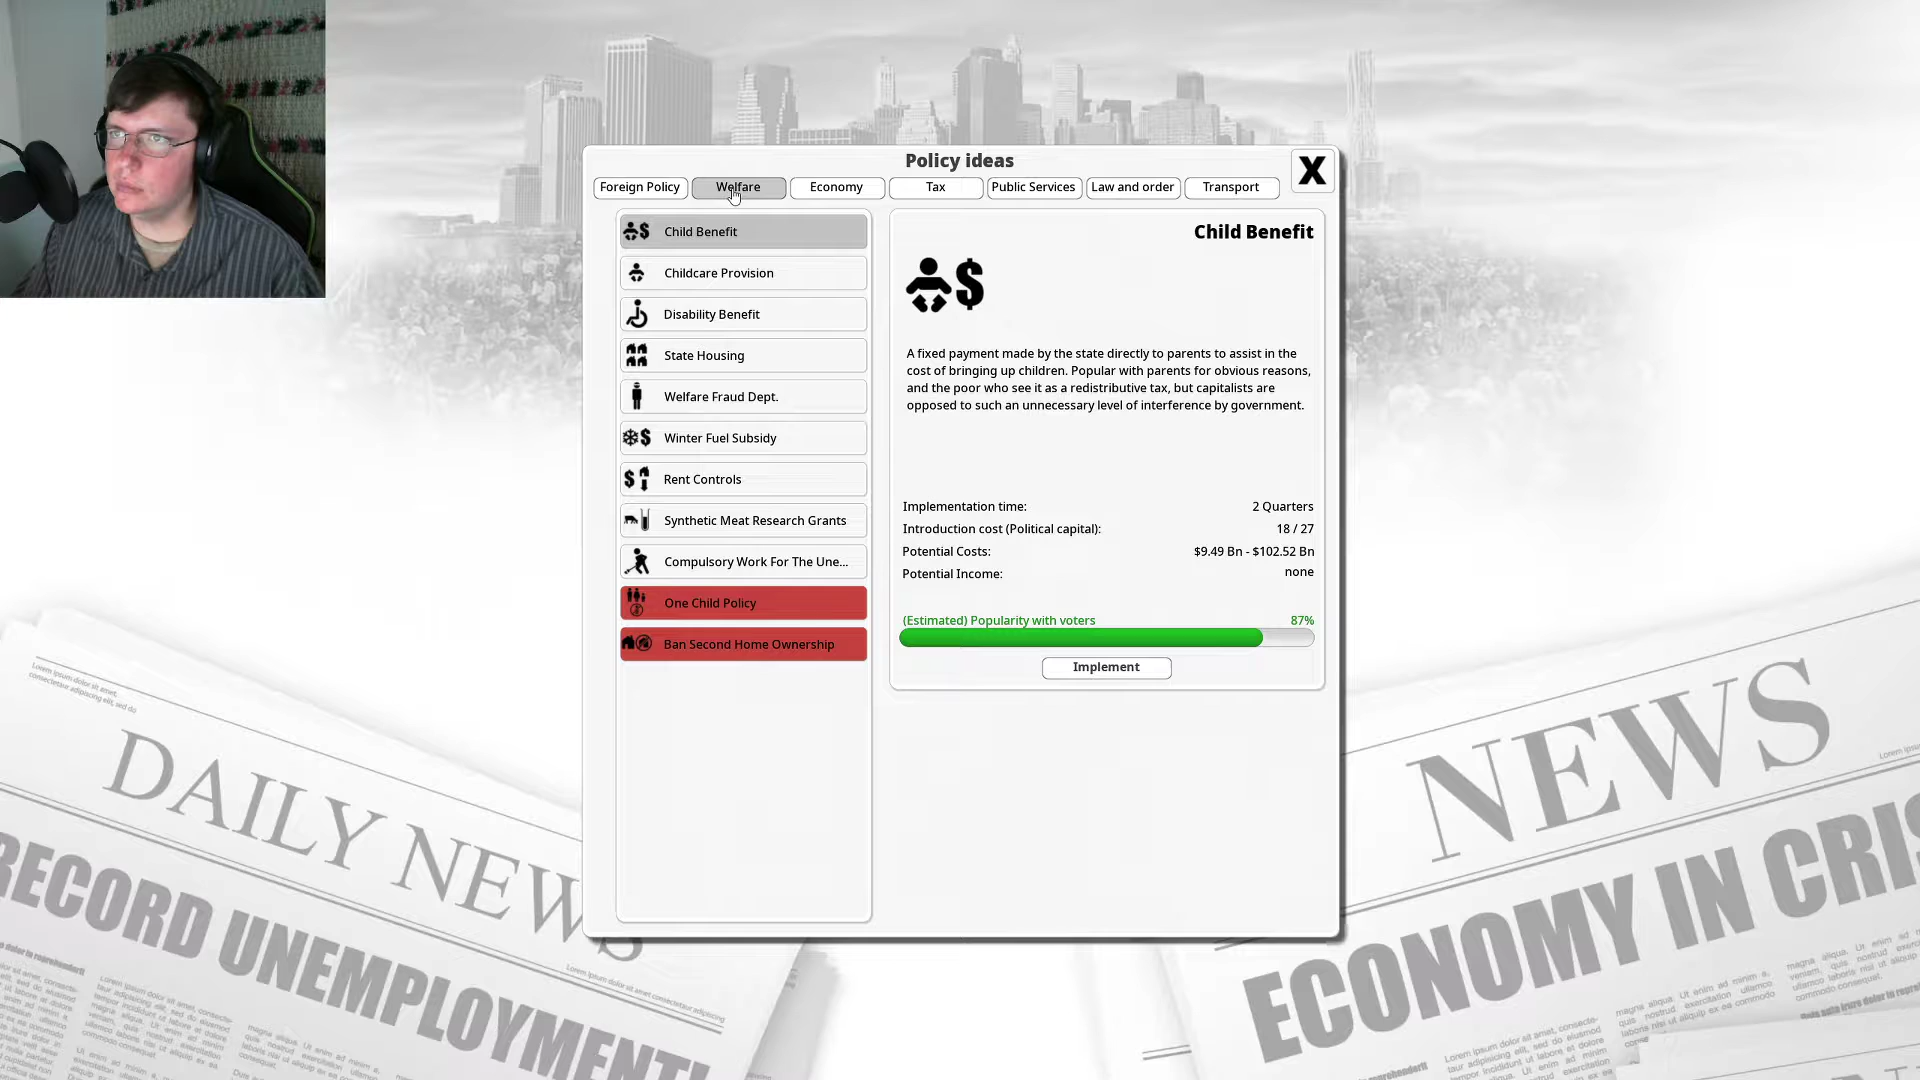 Policy ideas
X
Foreign Policy
Welfare
Economy
Tax
Public Services
Law and order
Transport
Child Benefit
Childcare Provision
Disability Benefit
State Housing
Welfare Fraud Dept.
Winter Fuel Subsidy
Rent Controls
Synthetic Meat Research Grants
Compulsory Work For The Une...
One Child Policy
Ban Second Home Ownership
Child Benefit
A fixed payment made by the state directly to parents to assist in the
cost of bringing up children. Popular with parents for obvious reasons,
and the poor who see it as a redistributive tax, but capitalists are
opposed to such an unnecessary level of interference by government.
Implementation time: 2 Quarters
Introduction cost (Political capital): 18 / 27
Potential Costs: $9.49 Bn - $102.52 Bn
Potential Income: none
(Estimated) Popularity with voters 87%
Implement
DAILY NEWS
RECORD UNEMPLOYMENT!
NEWS
ECONOMY IN CRIS